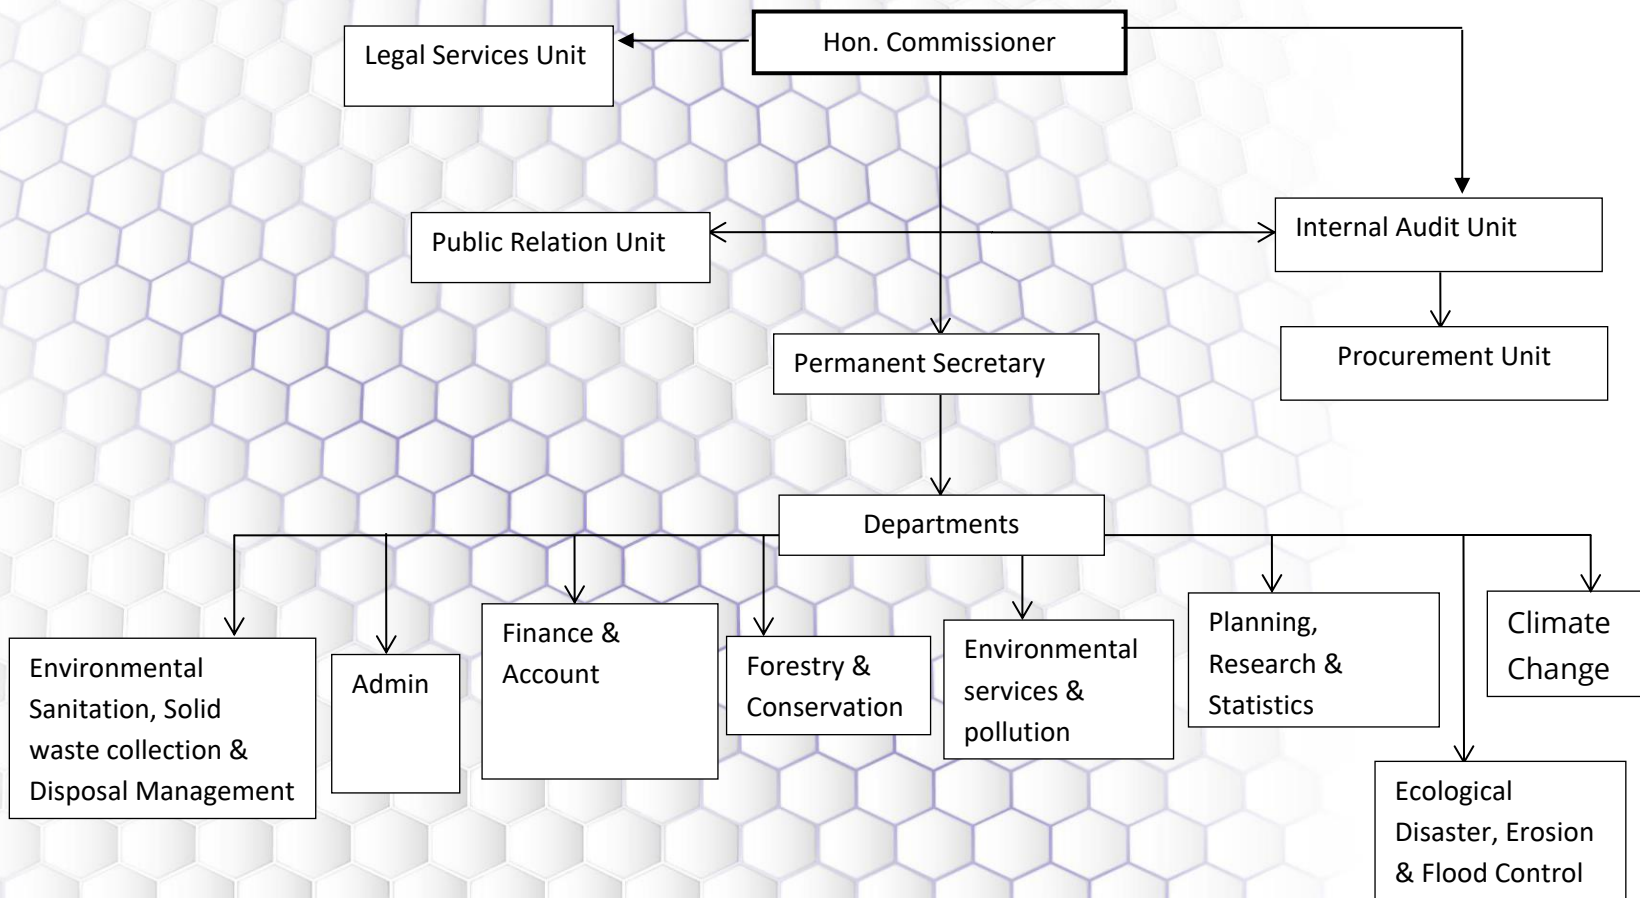 Hon. Commissioner
Legal Services Unit
Internal Audit Unit
Public Relation Unit
Procurement Unit
Permanent Secretary
Departments
Environmental
Sanitation, Solid
waste collection &
Disposal Management
Admin
Finance &
Account
Forestry &
Conservation
Environmental
services &
pollution
Planning,
Research &
Statistics
Climate
Change
Ecological
Disaster, Erosion
& Flood Control